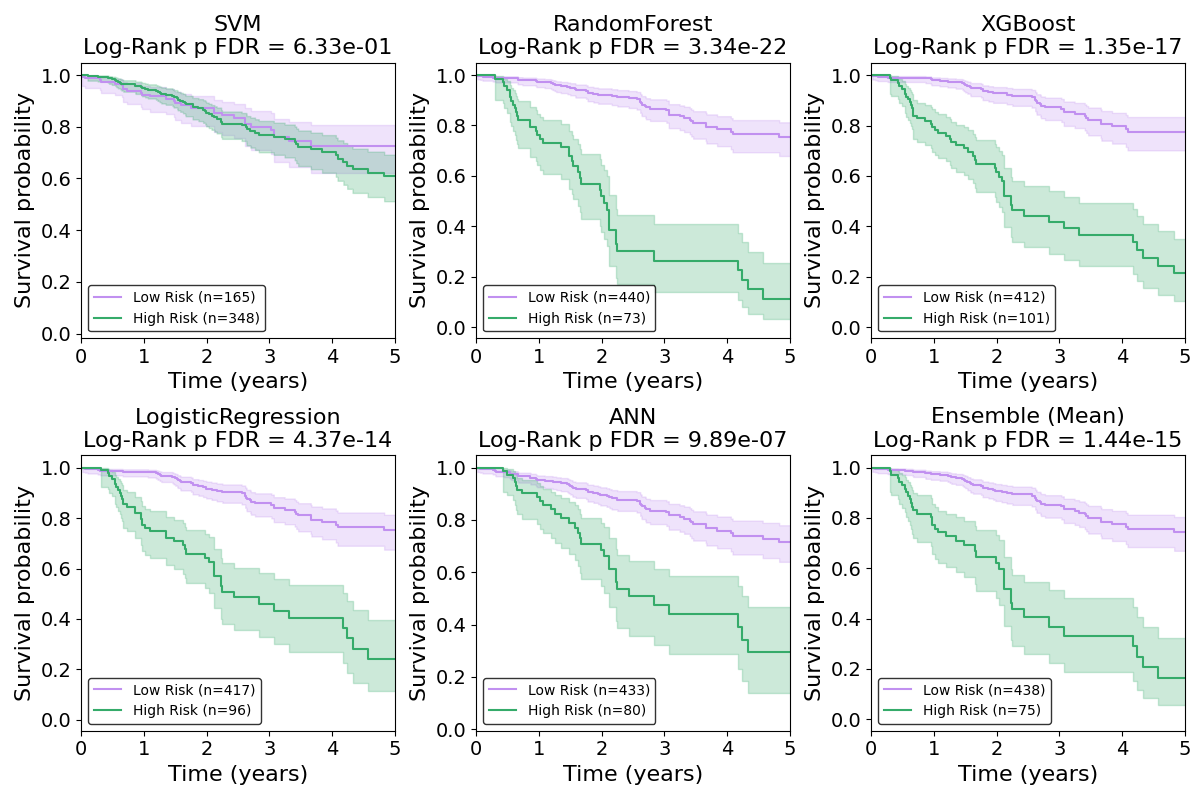 SVM
Log-Rank p FDR = 6.33e-01
Survival probability
1.0
0.8
0.6
0.4
0.2
0.0
Low Risk (n=165)
High Risk (n=348)
0 1 2 3 4 5
Time (years)
RandomForest
Log-Rank p FDR = 3.34e-22
Survival probability
1.0
0.8
0.6
0.4
0.2
0.0
Low Risk (n=440)
High Risk (n=73)
0 1 2 3 4 5
Time (years)
XGBoost
Log-Rank p FDR = 1.35e-17
Survival probability
1.0
0.8
0.6
0.4
0.2
0.0
Low Risk (n=412)
High Risk (n=101)
0 1 2 3 4 5
Time (years)
LogisticRegression
Log-Rank p FDR = 4.37e-14
Survival probability
1.0
0.8
0.6
0.4
0.2
0.0
Low Risk (n=417)
High Risk (n=96)
0 1 2 3 4 5
Time (years)
ANN
Log-Rank p FDR = 9.89e-07
Survival probability
1.0
0.8
0.6
0.4
0.2
0.0
Low Risk (n=433)
High Risk (n=80)
0 1 2 3 4 5
Time (years)
Ensemble (Mean)
Log-Rank p FDR = 1.44e-15
Survival probability
1.0
0.8
0.6
0.4
0.2
0.0
Low Risk (n=438)
High Risk (n=75)
0 1 2 3 4 5
Time (years)